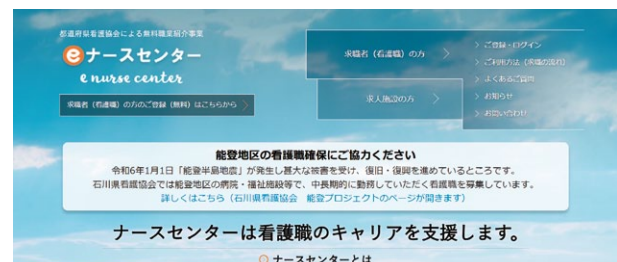 都道府県看護協会による無料職業紹介事業
eナースセンター
e nurse center
求職者（看護職）の方のご登録（無料）はこちらから 〉
求職者（看護職）の方 〉
求人施設の方 〉
〉 ご登録・ログイン
〉 ご利用方法（求職の流れ）
〉 よくあるご質問
〉 お知らせ
〉 お問い合わせ
能登地区の看護職確保にご協力ください
令和6年1月1日「能登半島地震」が発生し甚大な被害を受け、復旧・復興を進めているところです。
石川県看護協会では能登地区の病院・福祉施設等で、中長期的に勤務していただく看護職を募集しています。
詳しくはこちら（石川県看護協会　能登プロジェクトのページが開きます）
ナースセンターは看護職のキャリアを支援します。
ナースセンターとは